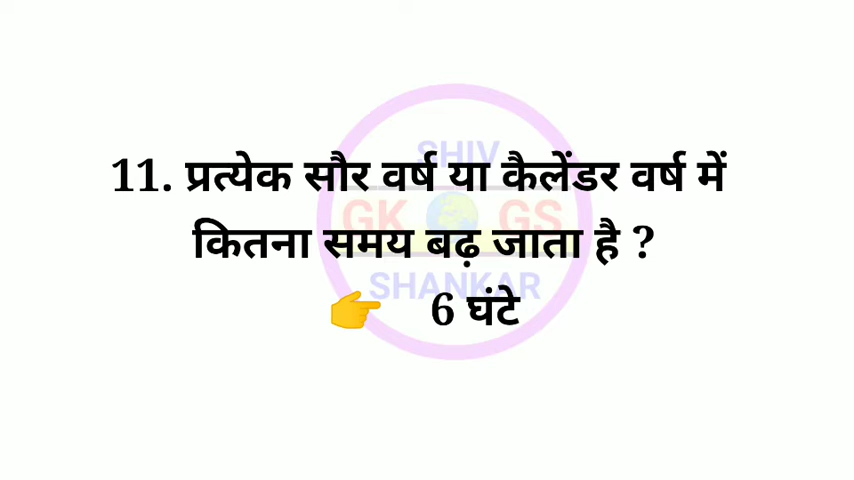 SHIV
11. प्रत्येक सौर वर्ष या कैलेंडर वर्ष में
GK GS
कितना समय बढ़ जाता है ?
SHANKAR
👉 6 घंटे